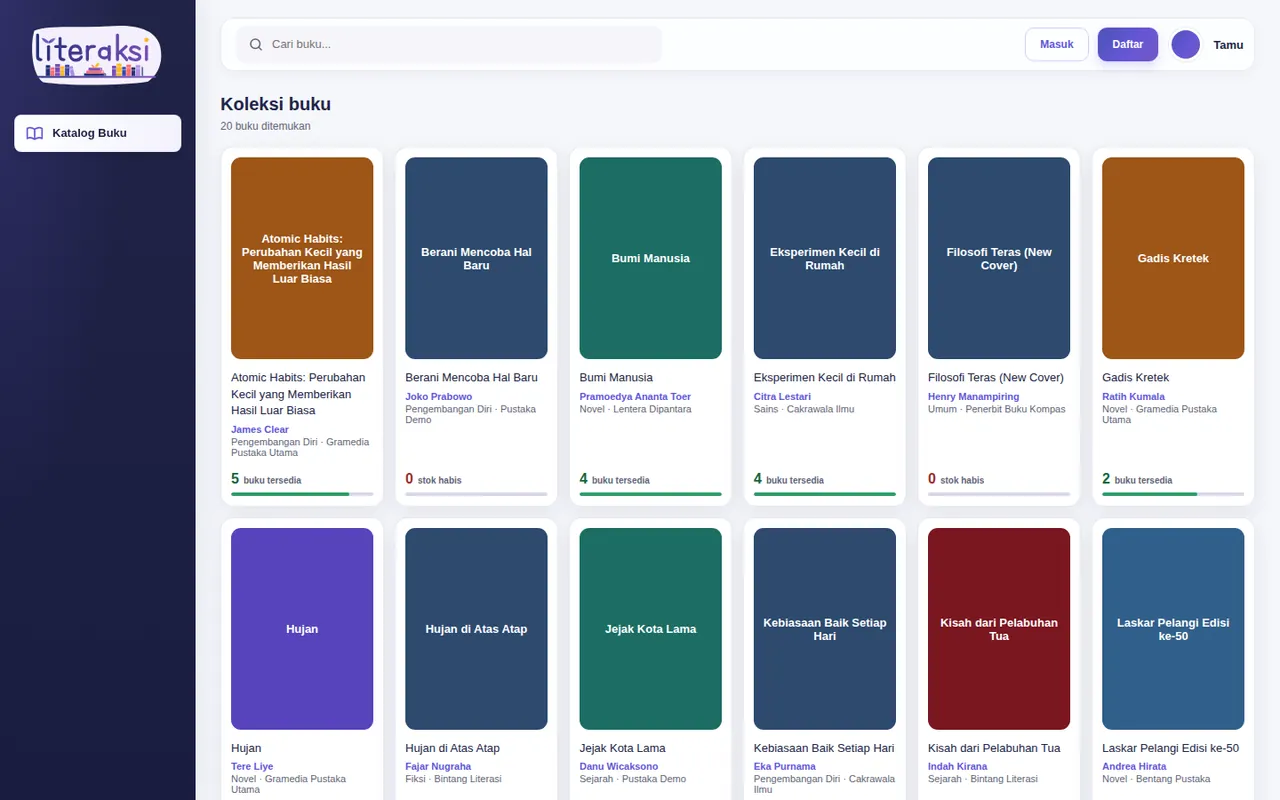 literaksi
Cari buku...
Masuk
Daftar
Tamu
Katalog Buku
Koleksi buku
20 buku ditemukan
Atomic Habits:
Perubahan Kecil yang
Memberikan Hasil
Luar Biasa
Atomic Habits: Perubahan
Kecil yang Memberikan
Hasil Luar Biasa
James Clear
Pengembangan Diri · Gramedia
Pustaka Utama
5 buku tersedia
Berani Mencoba Hal
Baru
Berani Mencoba Hal Baru
Joko Prabowo
Pengembangan Diri · Pustaka
Demo
0 stok habis
Bumi Manusia
Bumi Manusia
Pramoedya Ananta Toer
Novel · Lentera Dipantara
4 buku tersedia
Eksperimen Kecil di
Rumah
Eksperimen Kecil di Rumah
Citra Lestari
Sains · Cakrawala Ilmu
4 buku tersedia
Filosofi Teras (New
Cover)
Filosofi Teras (New Cover)
Henry Manampiring
Umum · Penerbit Buku Kompas
0 stok habis
Gadis Kretek
Gadis Kretek
Ratih Kumala
Novel · Gramedia Pustaka
Utama
2 buku tersedia
Hujan
Hujan
Tere Liye
Novel · Gramedia Pustaka
Utama
Hujan di Atas Atap
Hujan di Atas Atap
Fajar Nugraha
Fiksi · Bintang Literasi
Jejak Kota Lama
Jejak Kota Lama
Danu Wicaksono
Sejarah · Pustaka Demo
Kebiasaan Baik Setiap
Hari
Kebiasaan Baik Setiap Hari
Eka Purnama
Pengembangan Diri · Cakrawala
Ilmu
Kisah dari Pelabuhan
Tua
Kisah dari Pelabuhan Tua
Indah Kirana
Sejarah · Bintang Literasi
Laskar Pelangi Edisi
ke-50
Laskar Pelangi Edisi ke-50
Andrea Hirata
Novel · Bentang Pustaka